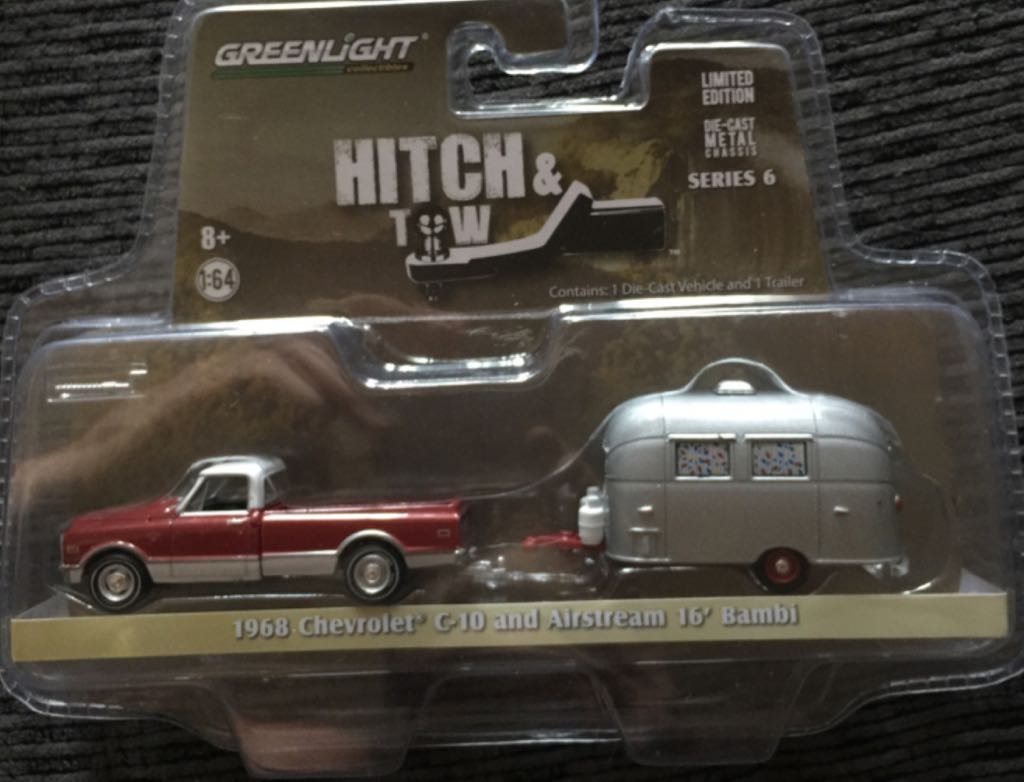 GREENLIGHT®
collectibles
LIMITED
EDITION
DIE-CAST
METAL
CHASSIS
SERIES 6
HITCH &
TOW
8+
1:64
Contains: 1 Die-Cast Vehicle and 1 Trailer
1968 Chevrolet® C-10 and Airstream 16' Bambi